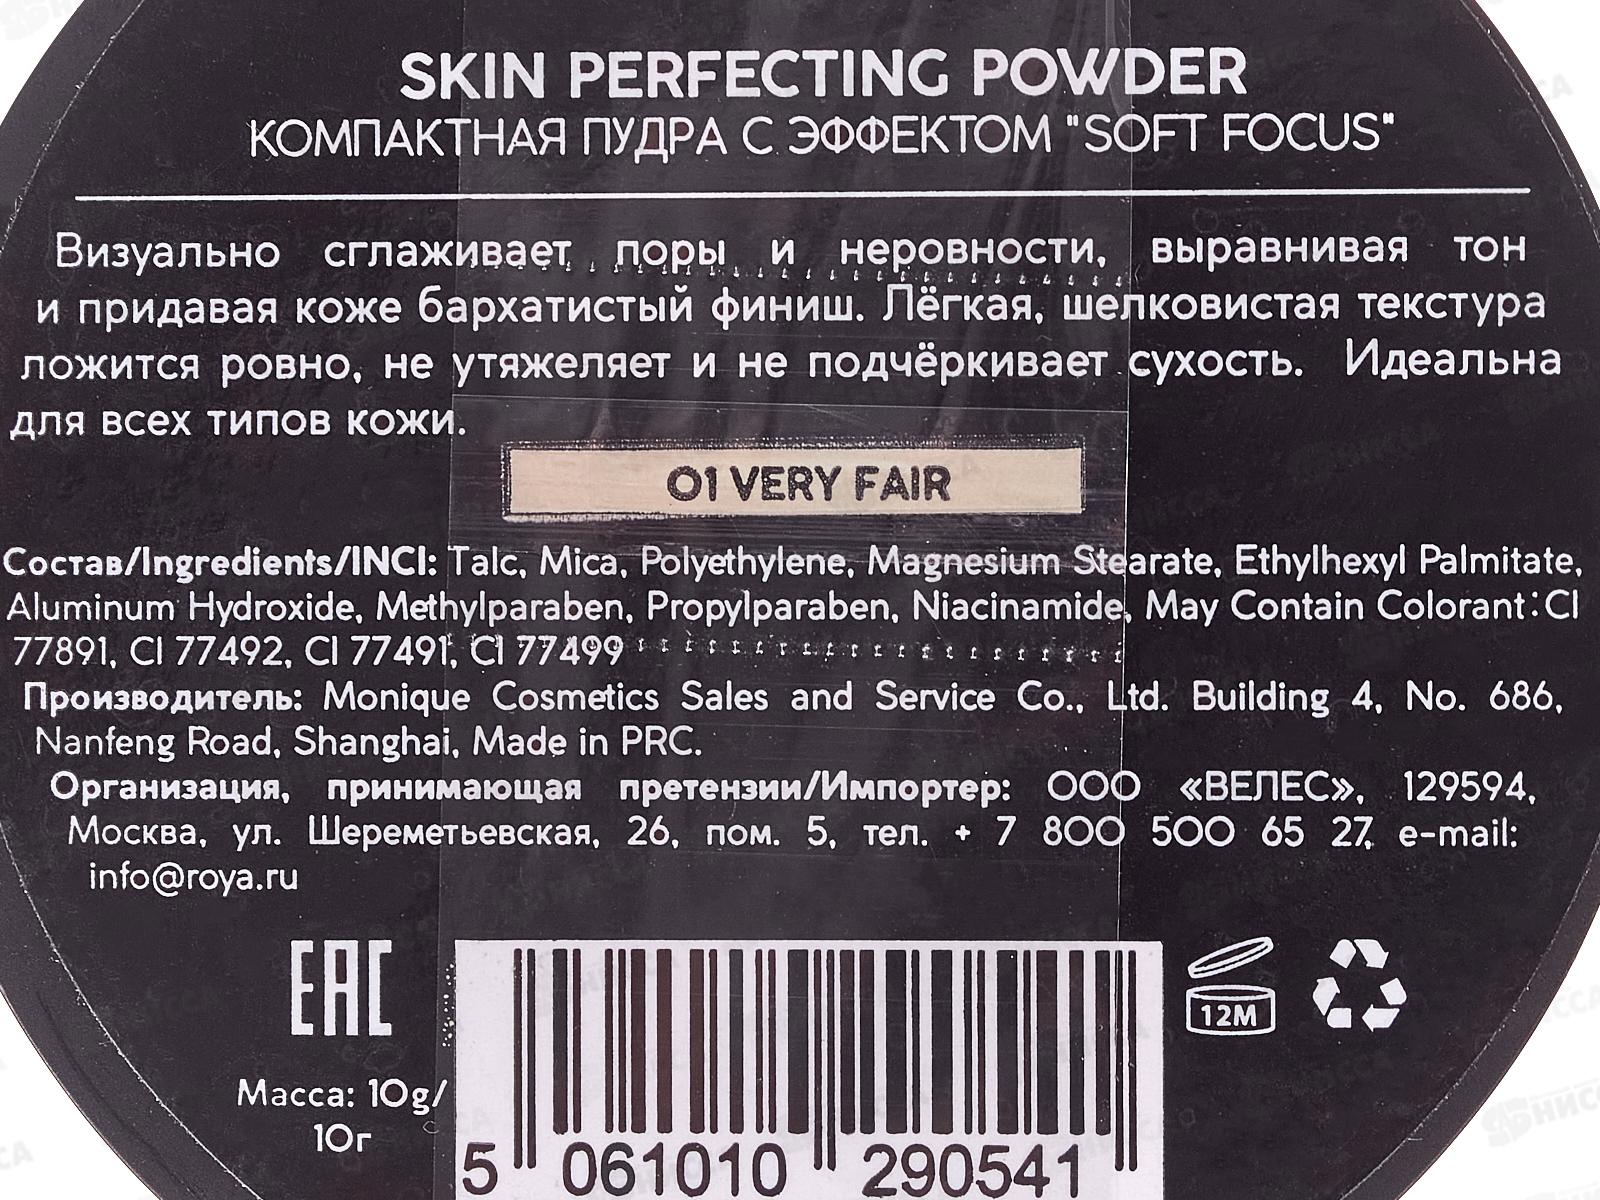 SKIN PERFECTING POWDER
КОМПАКТНАЯ ПУДРА С ЭФФЕКТОМ "SOFT FOCUS"
Визуально сглаживает поры и неровности, выравнивая тон
и придавая коже бархатистый финиш. Лёгкая, шелковистая текстура
ложится ровно, не утяжеляет и не подчёркивает сухость. Идеальна
для всех типов кожи.
01 VERY FAIR
Состав/Ingredients/INCI: Talc, Mica, Polyethylene, Magnesium Stearate, Ethylhexyl Palmitate,
Aluminum Hydroxide, Methylparaben, Propylparaben, Niacinamide, May Contain Colorant:CI
77891, CI 77492, CI 77491, CI 77499
Производитель: Monique Cosmetics Sales and Service Co., Ltd. Building 4, No. 686,
Nanfeng Road, Shanghai, Made in PRC.
Организация, принимающая претензии/Импортер: ООО «ВЕЛЕС», 129594,
Москва, ул. Шереметьевская, 26, пом. 5, тел. + 7 800 500 65 27, e-mail:
info@roya.ru
EAC
12M
Масса: 10g/
10г
5 061010 290541